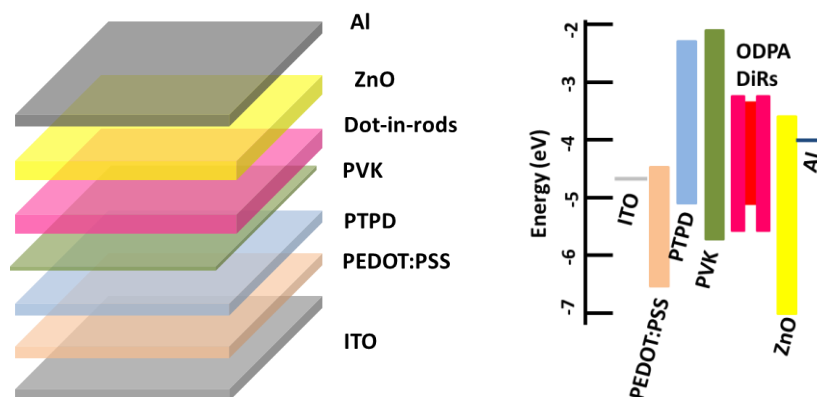 Al
ZnO
Dot-in-rods
PVK
PTPD
PEDOT:PSS
ITO
Energy (eV)
-2
-3
-4
-5
-6
-7
ITO
PEDOT:PSS
PTPD
PVK
ODPA
DiRs
ZnO
Al